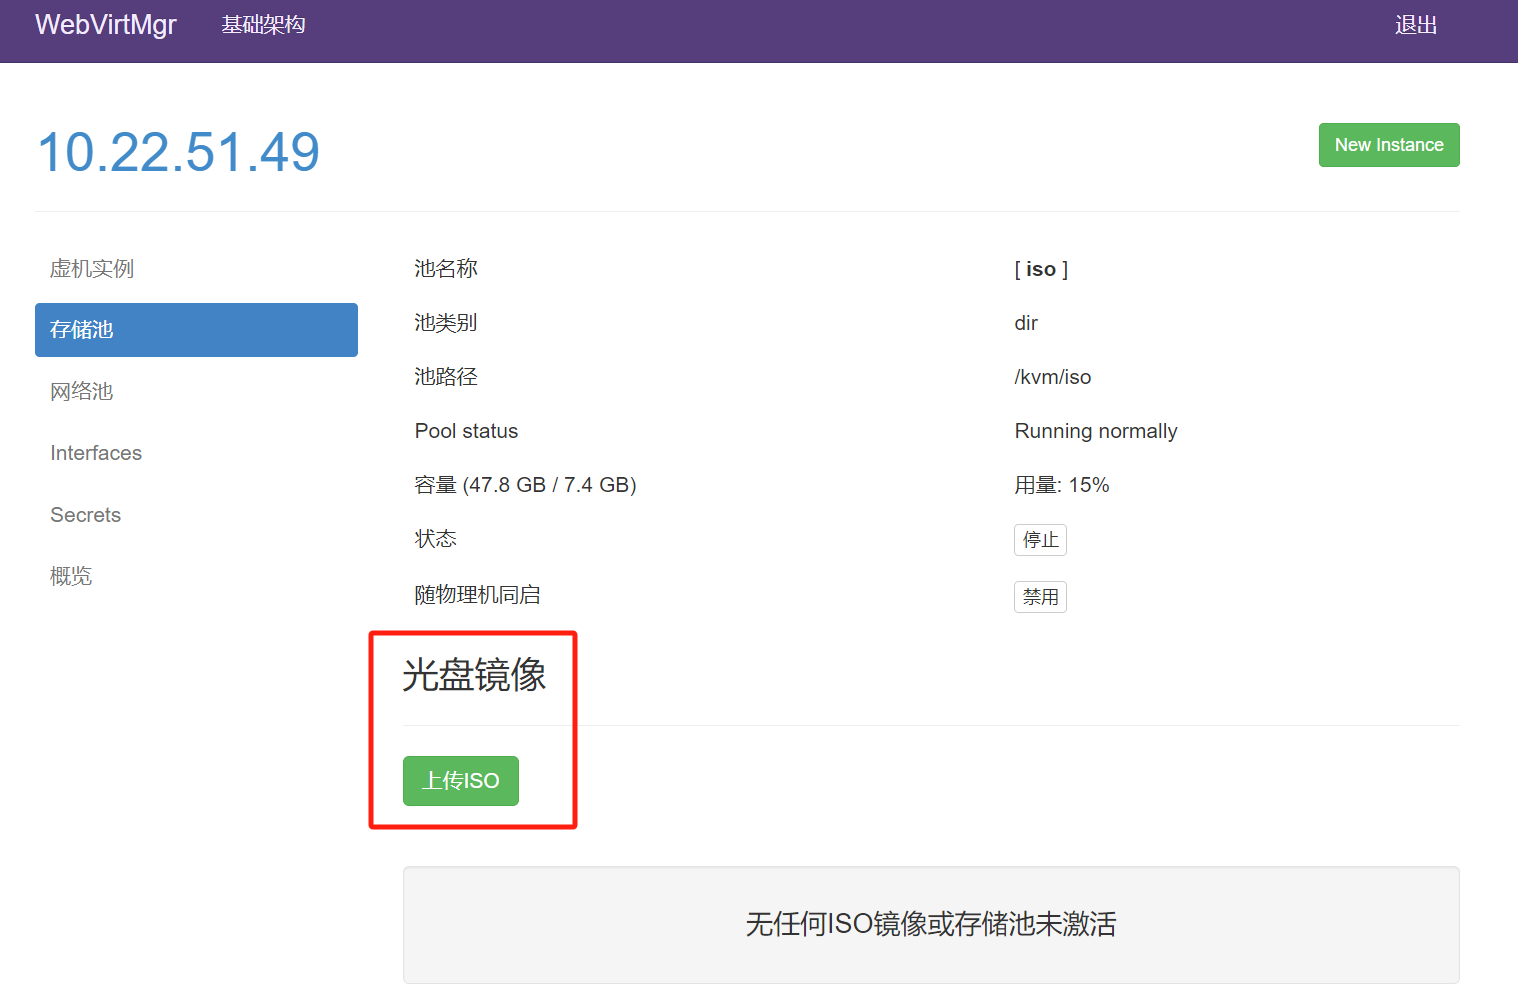 WebVirtMgr 基础架构 退出
10.22.51.49 New Instance
虚机实例
存储池
网络池
Interfaces
Secrets
概览
池名称 [ iso ]
池类别 dir
池路径 /kvm/iso
Pool status Running normally
容量 (47.8 GB / 7.4 GB) 用量: 15%
状态 停止
随物理机同启 禁用
光盘镜像
上传ISO
无任何ISO镜像或存储池未激活